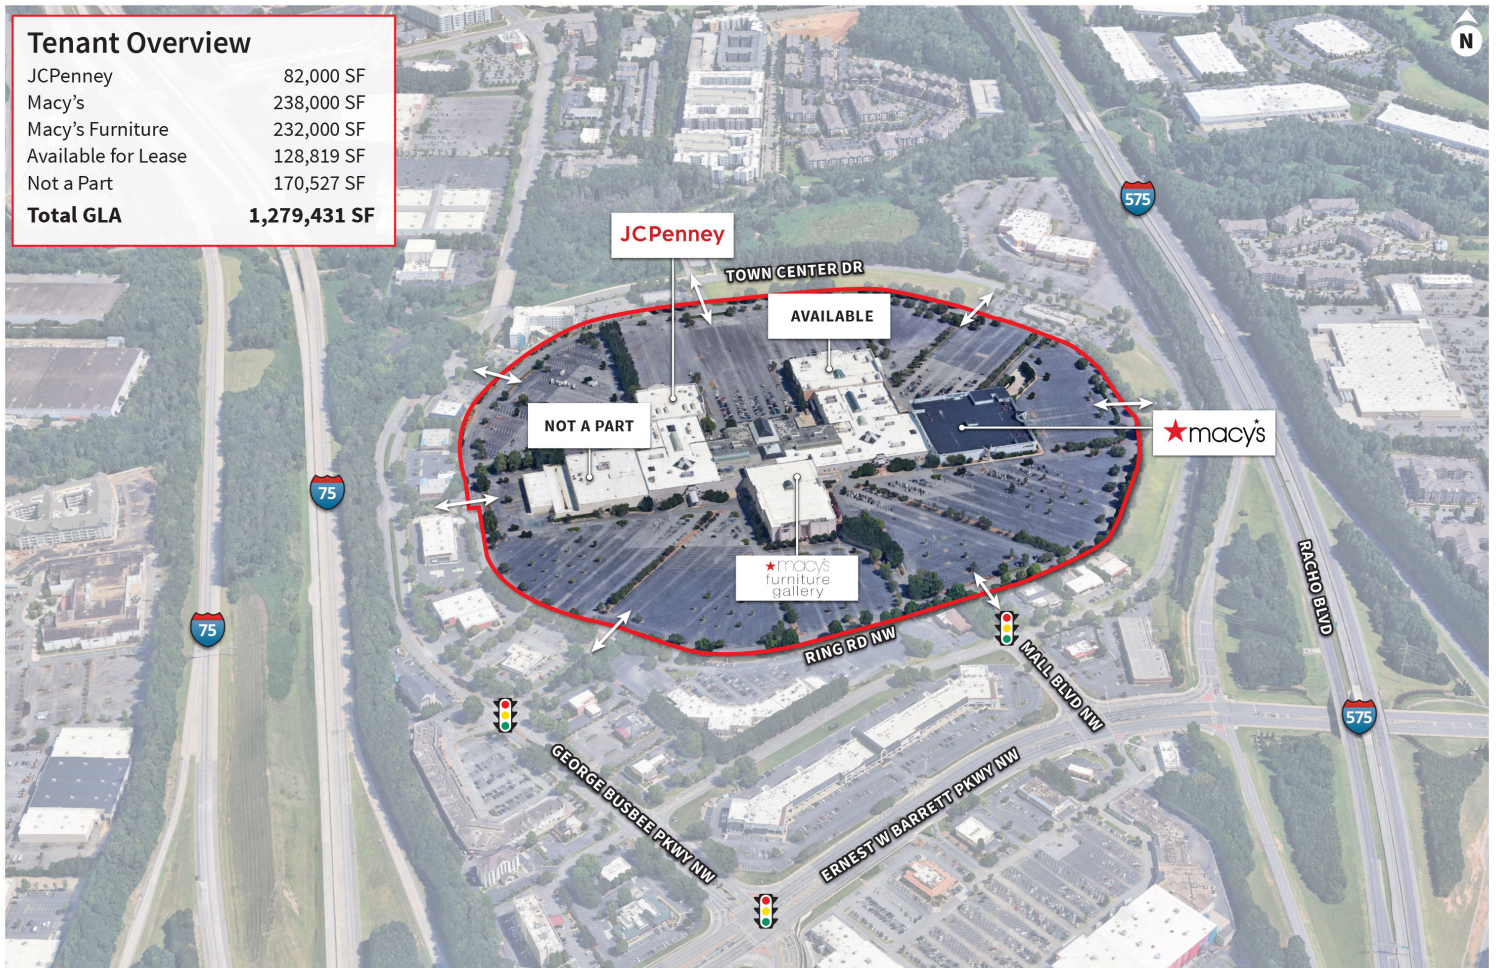 Tenant Overview
JCPenney 82,000 SF
Macy's 238,000 SF
Macy's Furniture 232,000 SF
Available for Lease 128,819 SF
Not a Part 170,527 SF
Total GLA 1,279,431 SF
N
575
JCPenney
TOWN CENTER DR
AVAILABLE
NOT A PART
macy's
75
macy's
furniture
gallery
75
RING RD NW
MALL BLVD NW
RACHO BLVD
575
GEORGE BUSBEE PKWY NW
ERNEST W BARRETT PKWY NW